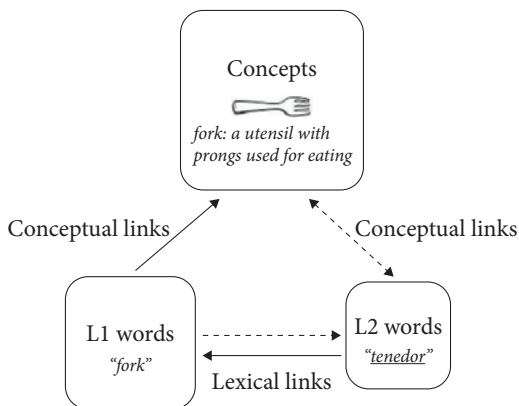 Concepts
fork: a utensil with
prongs used for eating
Conceptual links
Conceptual links
L1 words
“fork”
L2 words
“tenedor”
Lexical links